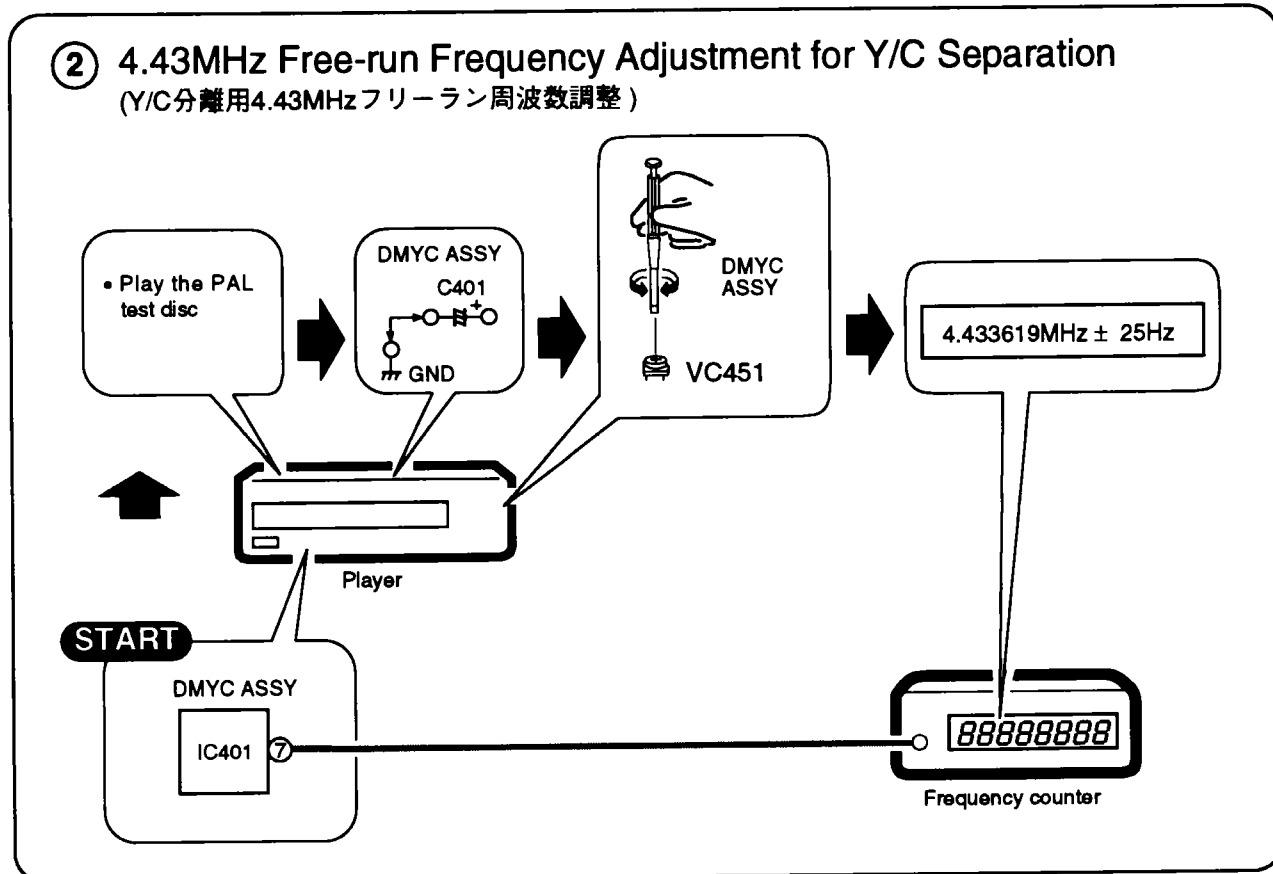 ② 4.43MHz Free-run Frequency Adjustment for Y/C Separation
(Y/C分離用4.43MHzフリーラン周波数調整)
• Play the PAL
test disc
DMYC ASSY
C401
+
GND
DMYC
ASSY
VC451
4.433619MHz ± 25Hz
Player
START
DMYC ASSY
IC401
⑦
88888888
Frequency counter